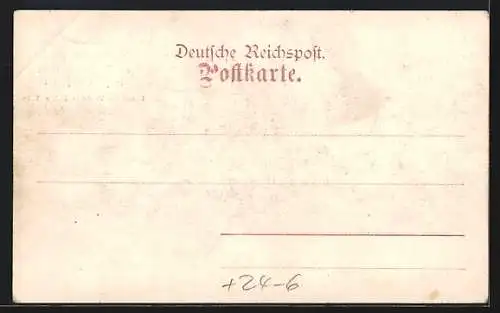 Deutsche Reichspost.
Postkarte.
+24-6